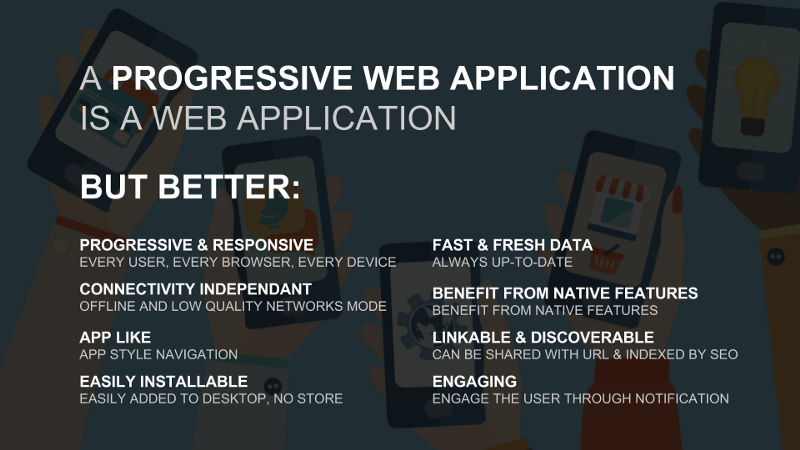 A PROGRESSIVE WEB APPLICATION
IS A WEB APPLICATION
BUT BETTER:
PROGRESSIVE & RESPONSIVE
EVERY USER, EVERY BROWSER, EVERY DEVICE
CONNECTIVITY INDEPENDANT
OFFLINE AND LOW QUALITY NETWORKS MODE
APP LIKE
APP STYLE NAVIGATION
EASILY INSTALLABLE
EASILY ADDED TO DESKTOP, NO STORE
FAST & FRESH DATA
ALWAYS UP-TO-DATE
BENEFIT FROM NATIVE FEATURES
BENEFIT FROM NATIVE FEATURES
LINKABLE & DISCOVERABLE
CAN BE SHARED WITH URL & INDEXED BY SEO
ENGAGING
ENGAGE THE USER THROUGH NOTIFICATION